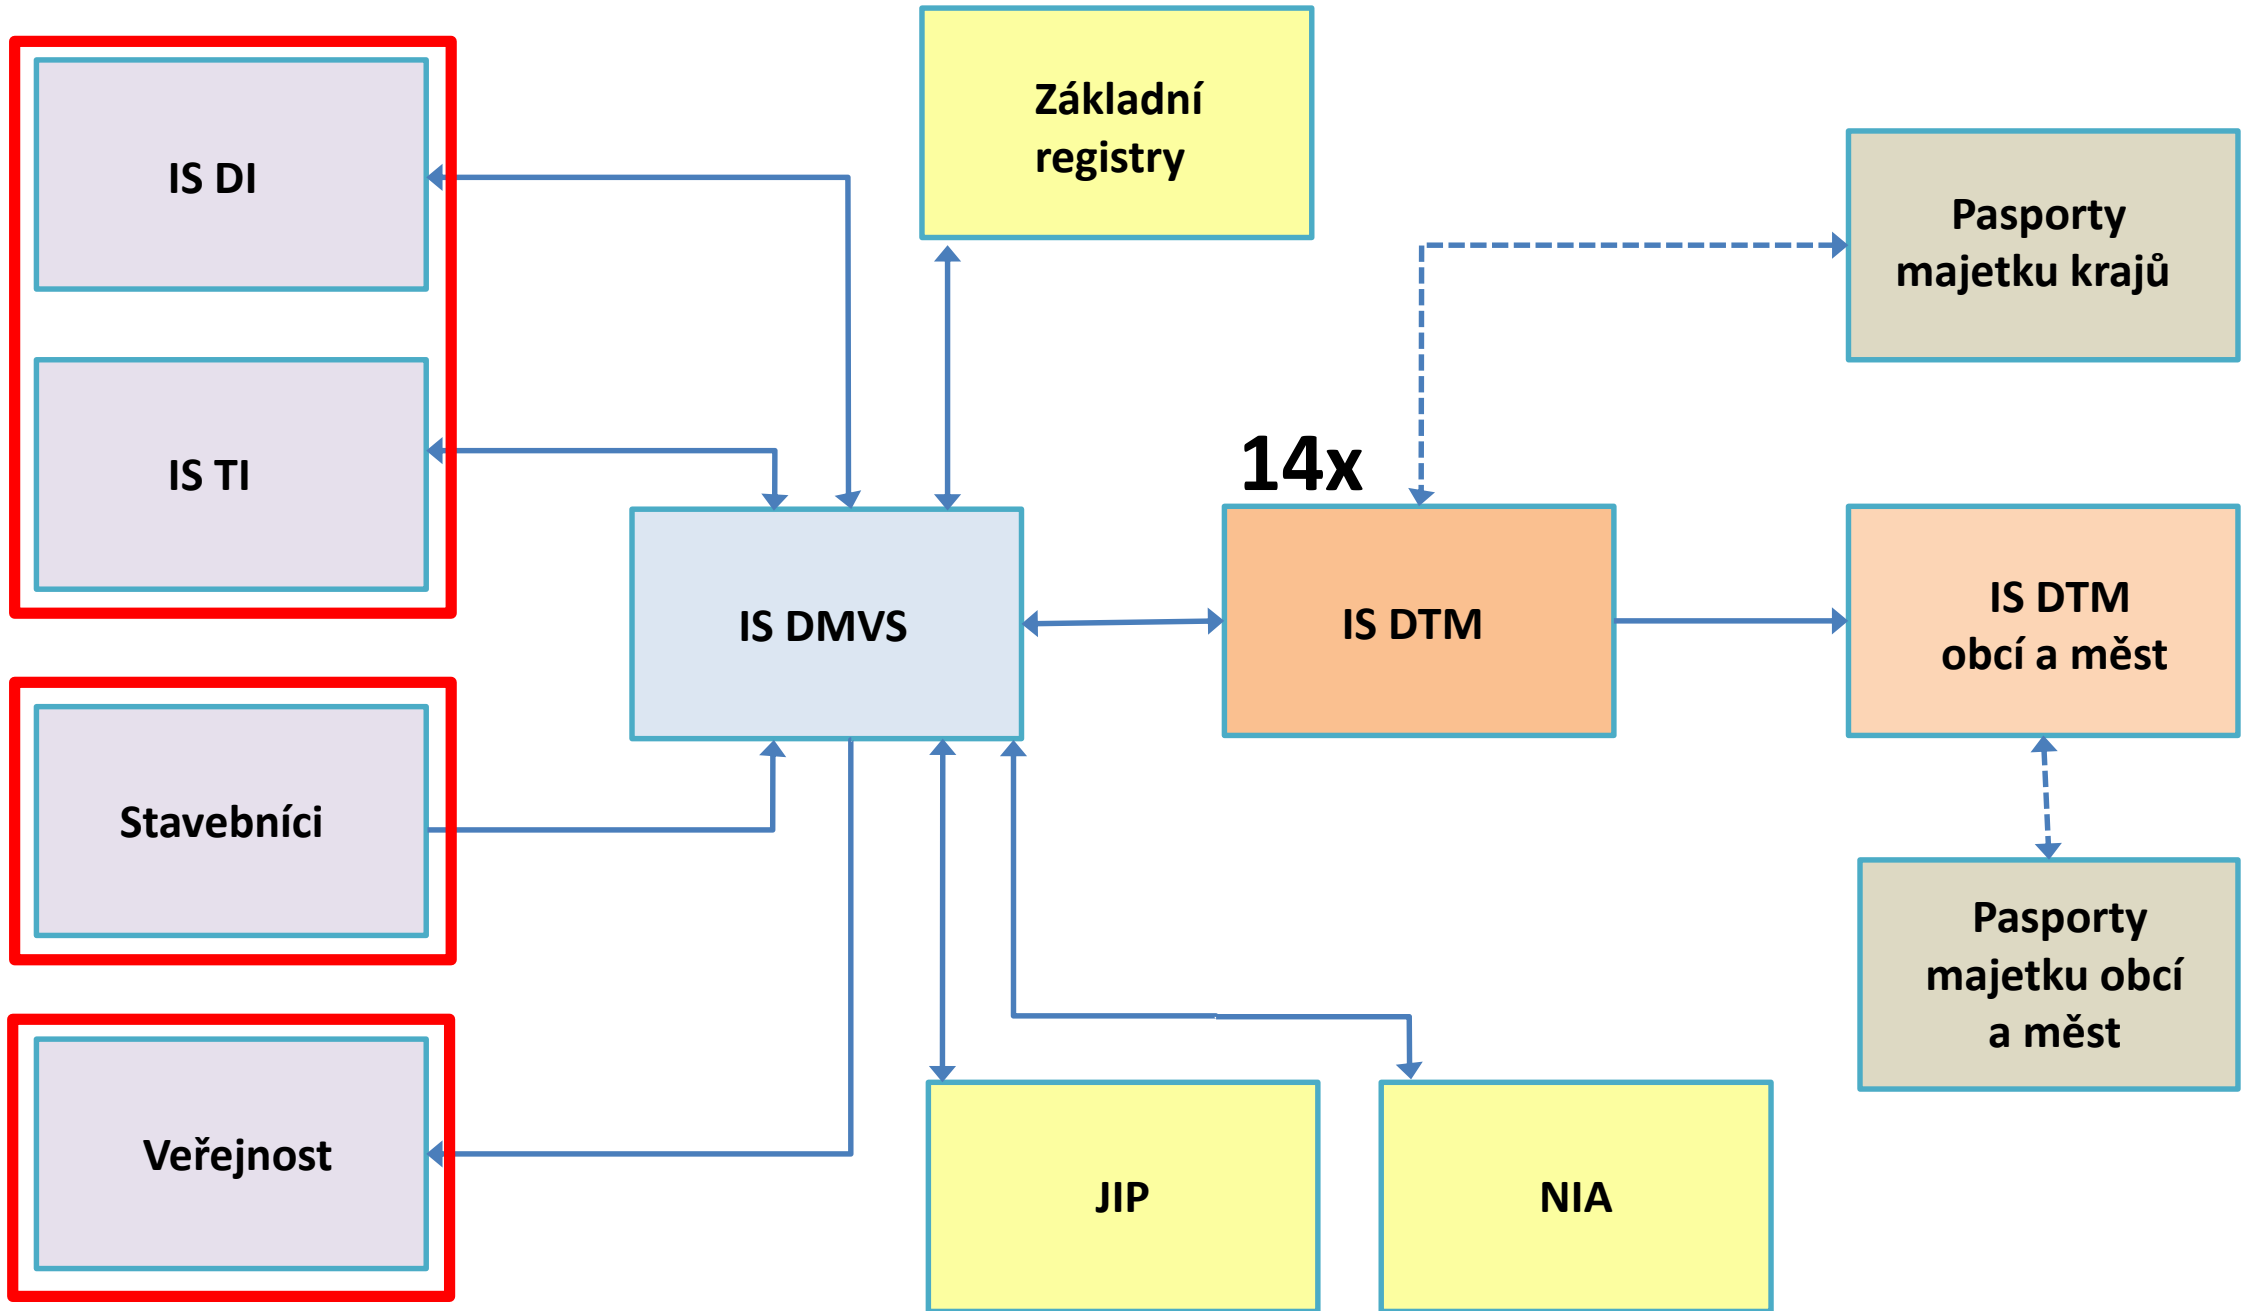 IS DI
IS TI
Stavebníci
Veřejnost
Základní
registry
IS DMVS
JIP
NIA
14x
IS DTM
Pasporty
majetku krajů
IS DTM
obcí a měst
Pasporty
majetku obcí
a měst